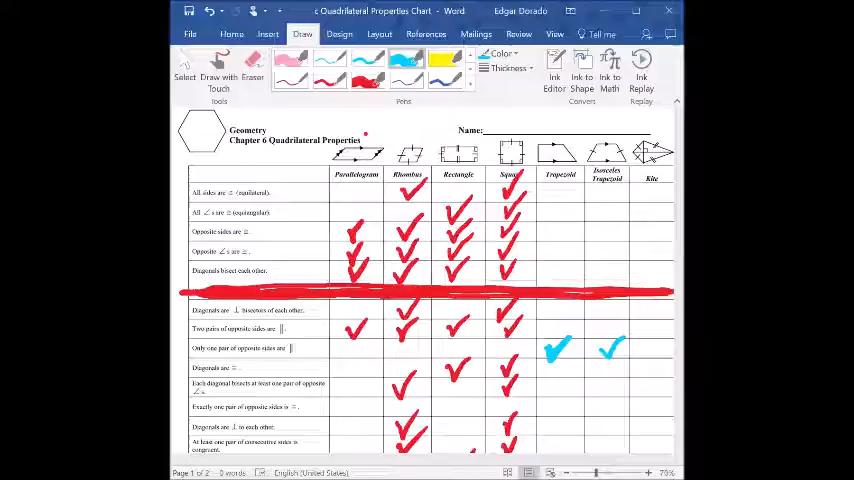 c Quadrilateral Properties Chart - Word
Edgar Dorado
File Home Insert Draw Design Layout References Mailings Review View Tell me
Select
Draw with Touch
Eraser
Tools
Pens
Color
Thickness
Ink Editor
Ink to Shape
Ink to Math
Convert
Ink Replay
Replay
Geometry
Name:
Chapter 6 Quadrilateral Properties
Parallelogram Rhombus Rectangle Trapezoid Isosceles Trapezoid Kite
All sides are ≅ (equilateral).
All ∠ s are ≅ (equiangular).
Opposite sides are ≅.
Opposite ∠ s are ≅.
Diagonals bisect each other.
Diagonals are ⊥ bisectors of each other.
Two pairs of opposite sides are ∥.
Only one pair of opposite sides is ∥
Diagonals are ≅.
Each diagonal bisects at least one pair of opposite
∠ s.
Exactly one pair of opposite sides is ≅.
Diagonals are ⊥ to each other.
At least one pair of consecutive sides is
congruent.
Page 1 of 2 0 words English (United States) 70%